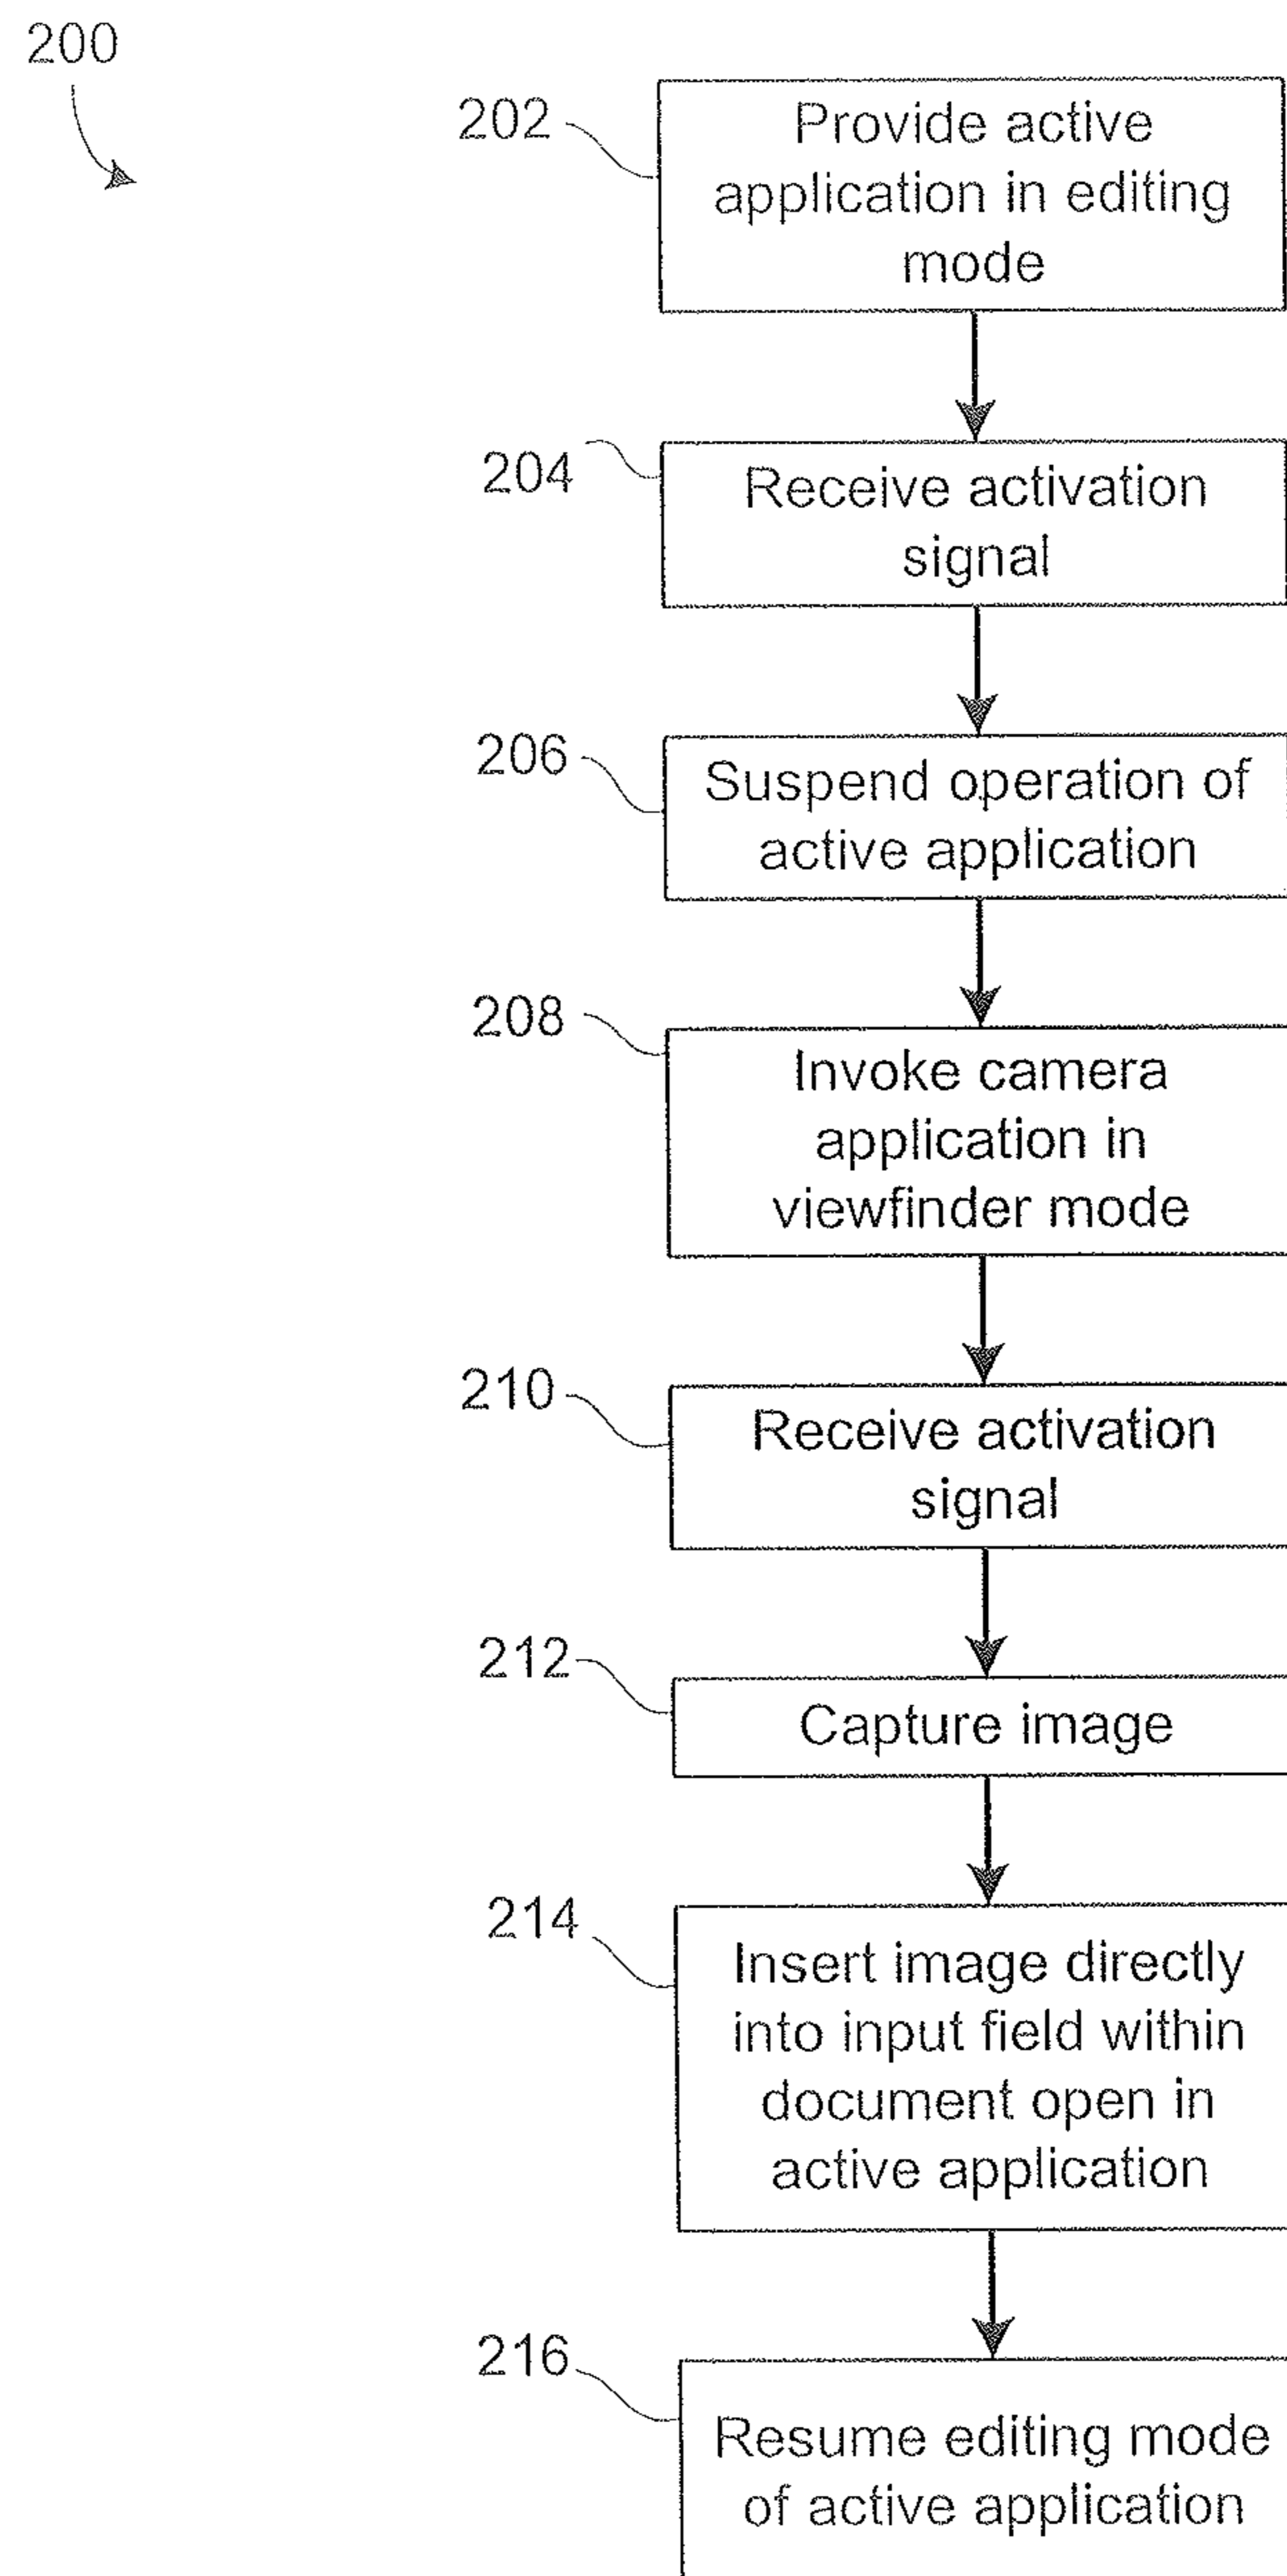 200
202
Provide active
application in editing
mode
204
Receive activation
signal
206
Suspend operation of
active application
208
Invoke camera
application in
viewfinder mode
210
Receive activation
signal
212
Capture image
214
Insert image directly
into input field within
document open in
active application
216
Resume editing mode
of active application